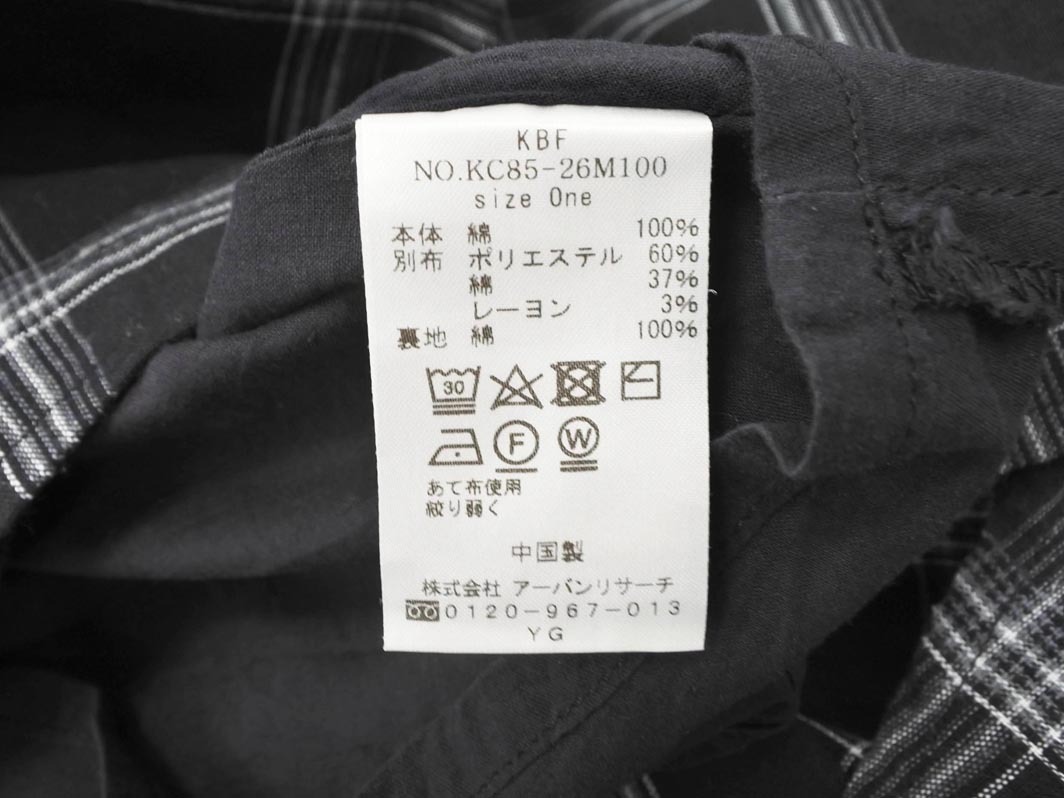 KBF
NO.KC85-26M100
size One
本体 綿 100%
別布 ポリエステル 60%
綿 37%
レーヨン 3%
裏地 綿 100%
30
F W
あて布使用
絞り弱く
中国製
株式会社 アーバンリサーチ
0120-967-013
YG